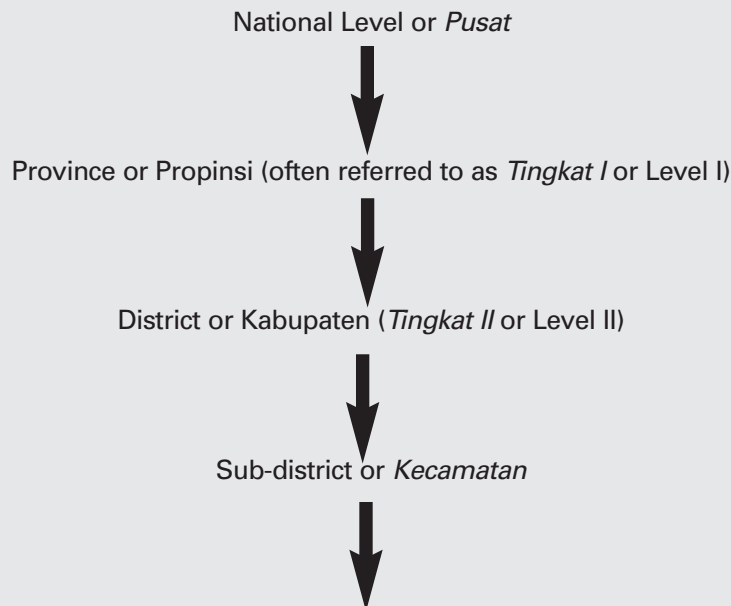 National Level or Pusat
Province or Propinsi (often referred to as Tingkat I or Level I)
District or Kabupaten (Tingkat II or Level II)
Sub-district or Kecamatan